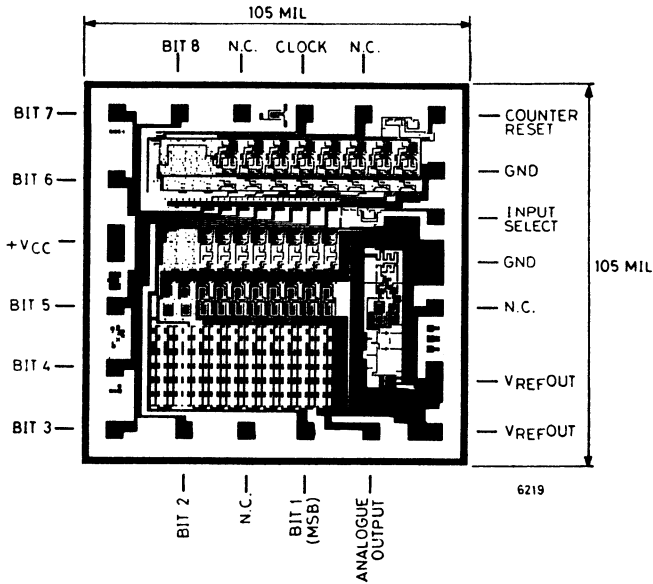 105 MIL
BIT 8 N.C. CLOCK N.C.
BIT 7
COUNTER
RESET
BIT 6
GND
INPUT
SELECT
+VCC
GND
105 MIL
BIT 5
N.C.
BIT 4
VREFOUT
BIT 3
VREFOUT
BIT 2
N.C.
BIT 1
(MSB)
ANALOGUE
OUTPUT
6219